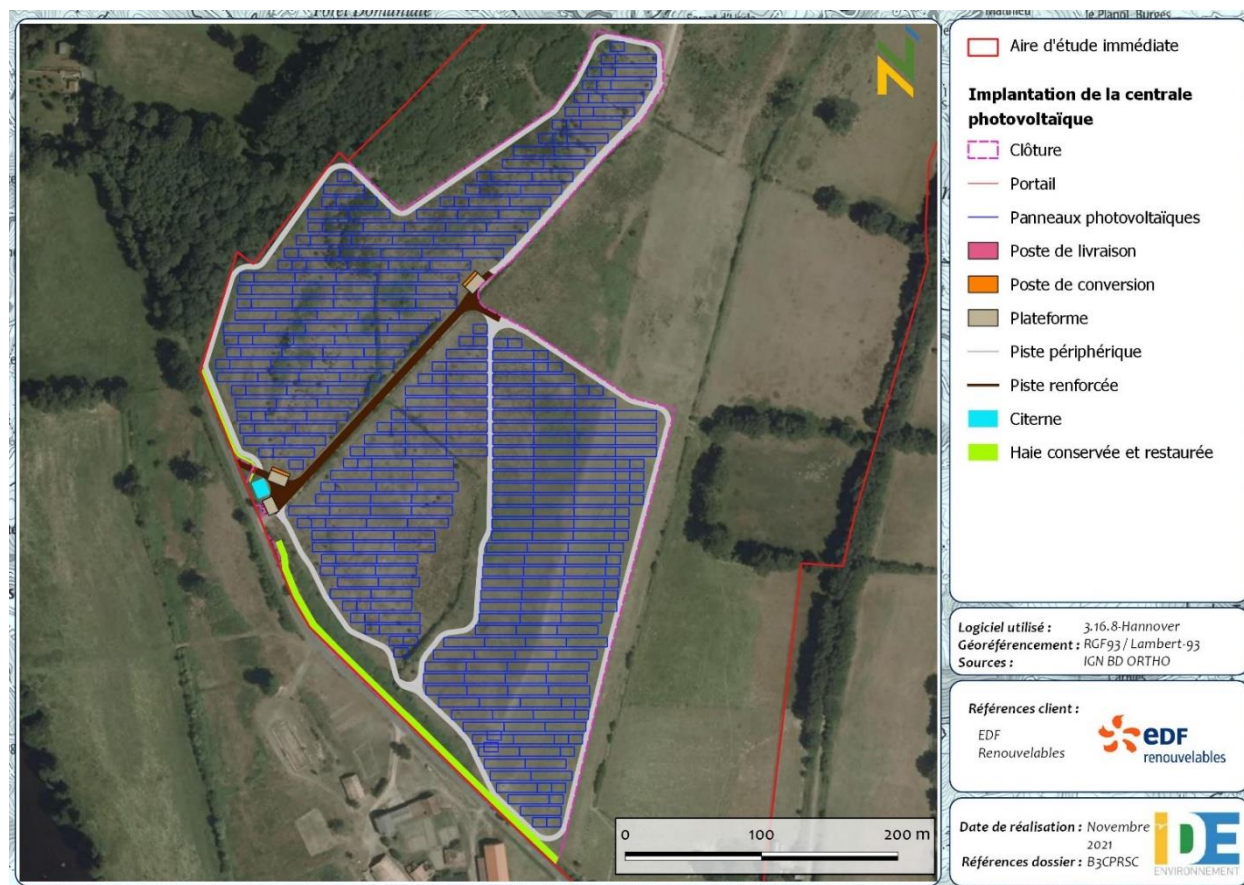 Forêt Domaniale
Aire d'étude immédiate
Implantation de la centrale
photovoltaïque
Clôture
Portail
Panneaux photovoltaïques
Poste de livraison
Poste de conversion
Plateforme
Piste périphérique
Piste renforcée
Citerne
Haie conservée et restaurée
Logiciel utilisé : 3.16.8-Hannover
Géoréférencement : RGF93 / Lambert-93
Sources : IGN BD ORTHO
Références client :
EDF
Renouvelables
edf
renouvelables
0 100 200 m
Date de réalisation : Novembre
2021
Références dossier : B3CPRSC
IDE
ENVIRONNEMENT